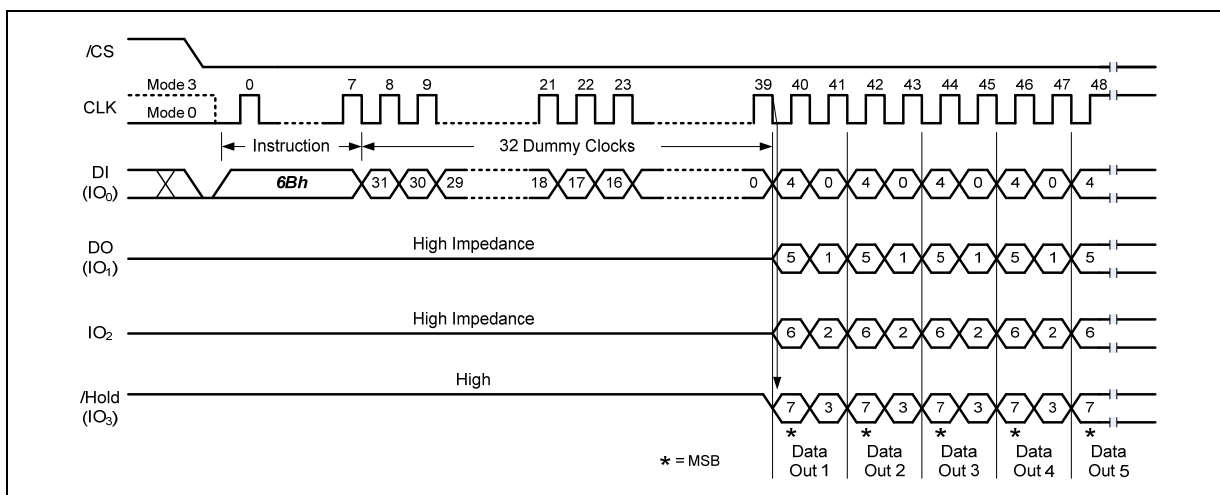 /CS
Mode 3 0 7 8 9 21 22 23 39 40 41 42 43 44 45 46 47 48
CLK
Mode 0
Instruction 32 Dummy Clocks
DI
(IO0) 6Bh 31 30 29 18 17 16 0 4 0 4 0 4 0 4 0 4
DO High Impedance
(IO1) 5 1 5 1 5 1 5 1 5
High Impedance
IO2 6 2 6 2 6 2 6 2 6
High
/Hold
(IO3) 7 3 7 3 7 3 7 3 7
* * * * *
* = MSB
Data Out 1 Data Out 2 Data Out 3 Data Out 4 Data Out 5